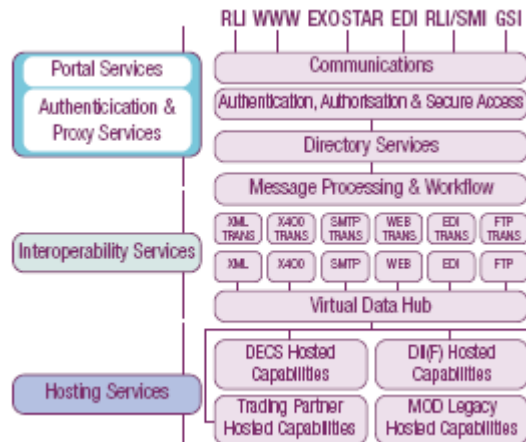 RLI WWW EXOSTAR EDI RLI/SMI GSI
Portal Services
Authenticication &
Proxy Services
Communications
Authentication, Authorisation & Secure Access
Directory Services
Message Processing & Workflow
XML TRANS
X400 TRANS
SMTP TRANS
WEB TRANS
EDI TRANS
FTP TRANS
Interoperability Services
XML
X400
SMTP
WEB
EDI
FTP
Virtual Data Hub
DECS Hosted
Capabilities
DII(F) Hosted
Capabilities
Hosting Services
Trading Partner
Hosted Capabilities
MOD Legacy
Hosted Capabilities